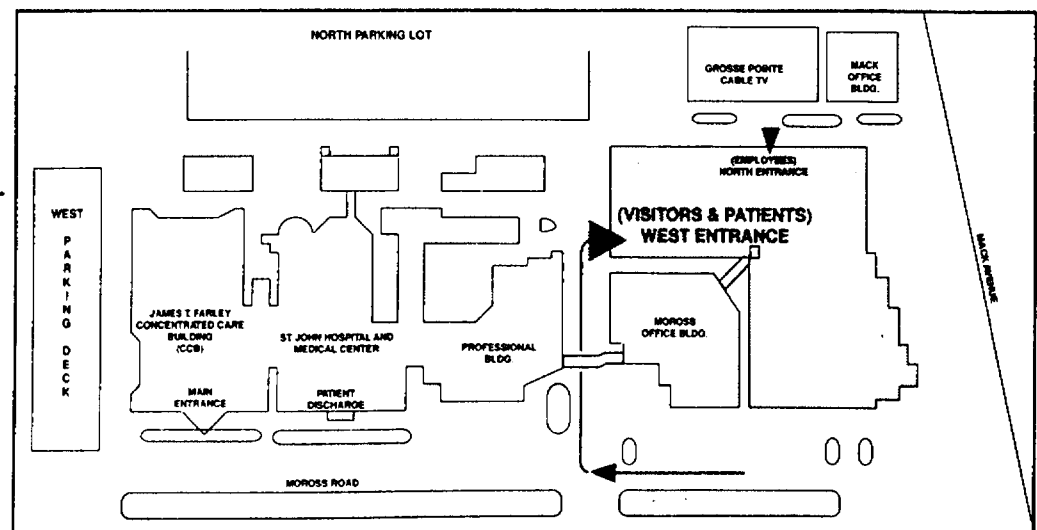 NORTH PARKING LOT
GROSSE POINTE
CABLE TV
MACK
OFFICE
BLDG.
(EMPLOYEES)
NORTH ENTRANCE
(VISITORS & PATIENTS)
WEST ENTRANCE
WEST
PARKING DECK
MACK AVENUE
JAMES T. FARLEY
CONCENTRATED CARE
BUILDING
(CCB)
ST JOHN HOSPITAL AND
MEDICAL CENTER
PROFESSIONAL
BLDG.
MOROSS
OFFICE BLDG.
MAIN
ENTRANCE
PATIENT
DISCHARGE
MOROSS ROAD